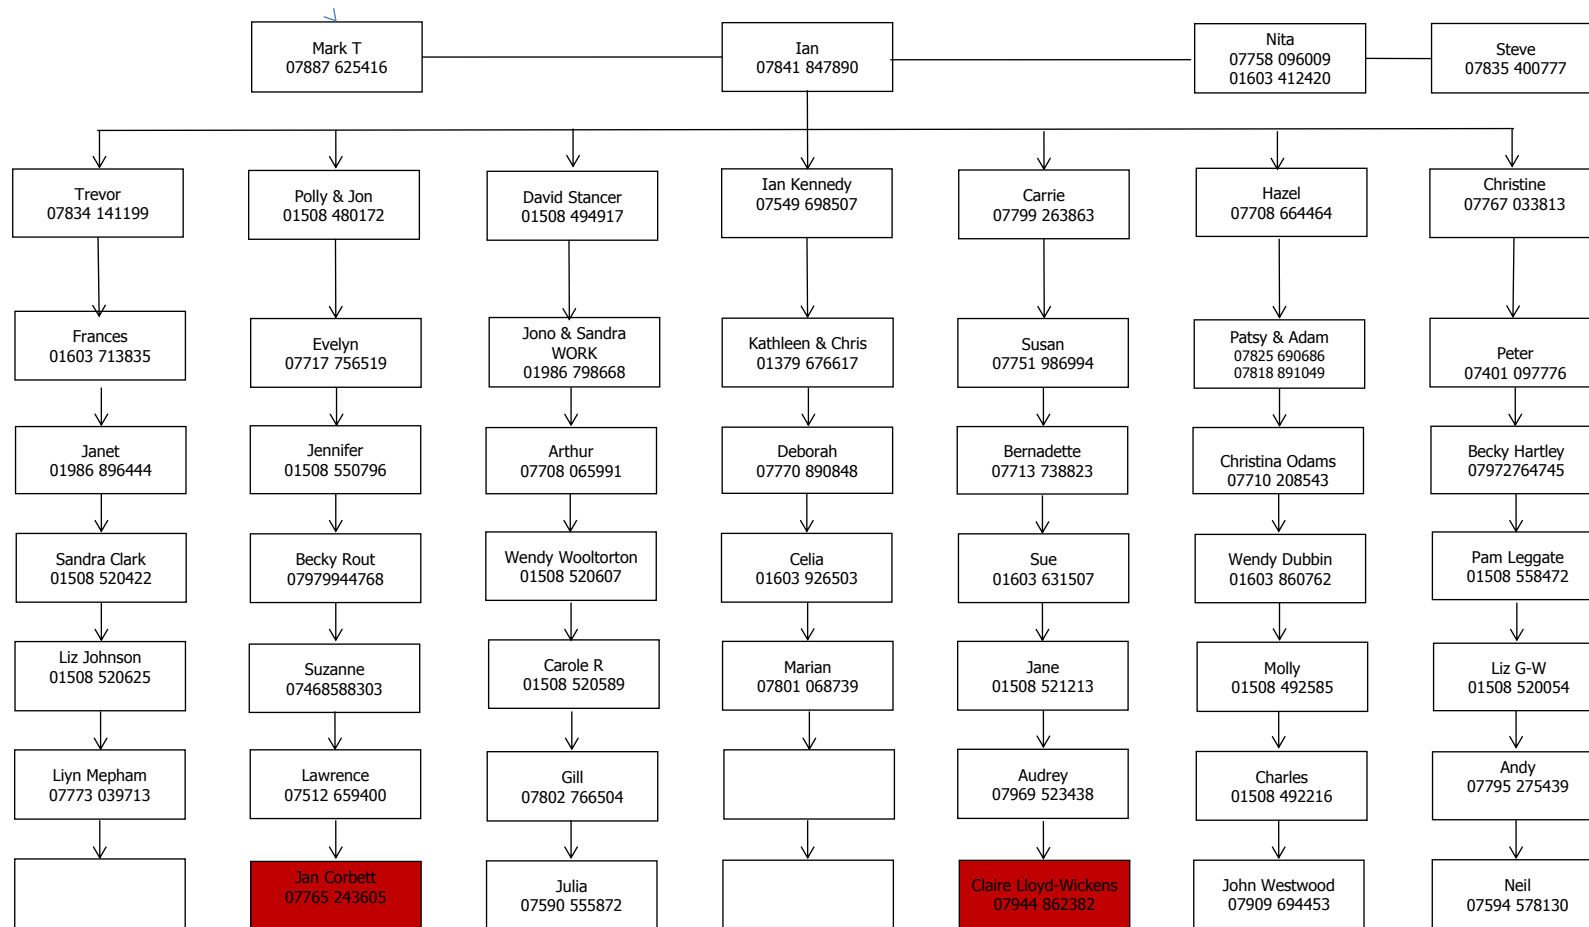 Mark T
07887 625416
Ian
07841 847890
Nita
07758 096009
01603 412420
Steve
07835 400777
Trevor
07834 141199
Polly & Jon
01508 480172
David Stancer
01508 494917
Ian Kennedy
07549 698507
Carrie
07799 263863
Hazel
07708 664464
Christine
07767 033813
Frances
01603 713835
Evelyn
07717 756519
Jono & Sandra
WORK
01986 798668
Kathleen & Chris
01379 676617
Susan
07751 986994
Patsy & Adam
07825 690686
07818 891049
Peter
07401 097776
Janet
01986 896444
Jennifer
01508 550796
Arthur
07708 065991
Deborah
07770 890848
Bernadette
07713 738823
Christina Odams
07710 208543
Becky Hartley
07972764745
Sandra Clark
01508 520422
Becky Rout
07979944768
Wendy Wooltorton
01508 520607
Celia
01603 926503
Sue
01603 631507
Wendy Dubbin
01603 860762
Pam Leggate
01508 558472
Liz Johnson
01508 520625
Suzanne
07468588303
Carole R
01508 520589
Marian
07801 068739
Jane
01508 521213
Molly
01508 492585
Liz G-W
01508 520054
Liyn Mepham
07773 039713
Lawrence
07512 659400
Gill
07802 766504
Audrey
07969 523438
Charles
01508 492216
Andy
07795 275439
Jan Corbett
07765 243605
Julia
07590 555872
Claire Lloyd-Wickens
07944 862382
John Westwood
07909 694453
Neil
07594 578130